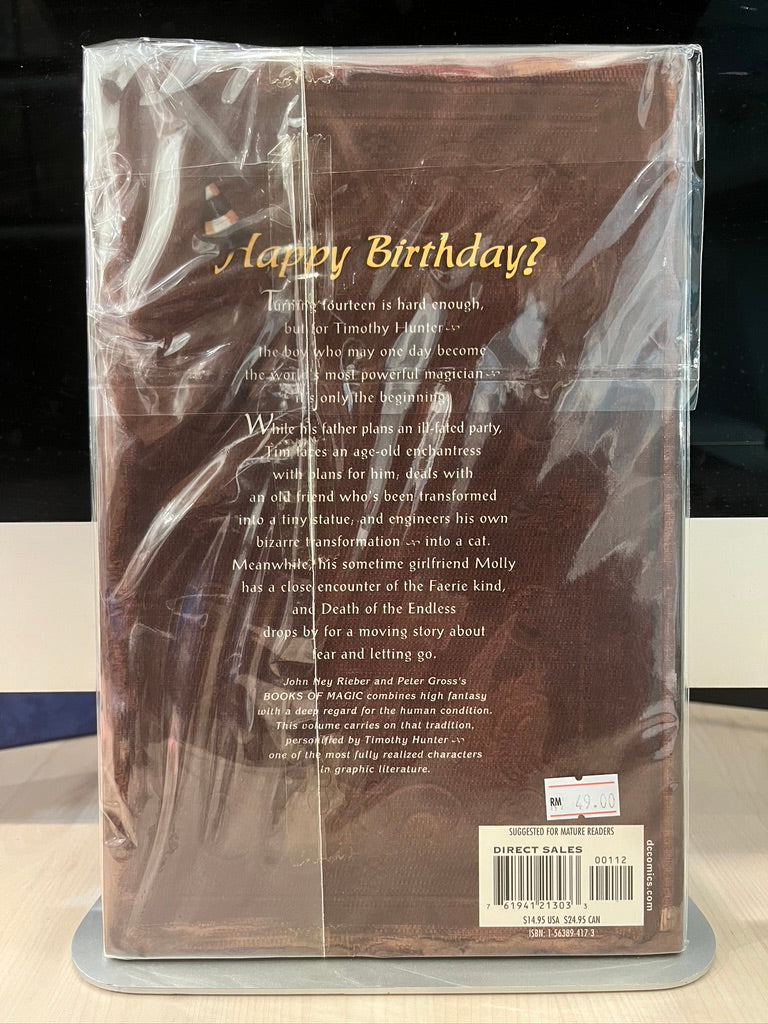 Happy Birthday?
Turning fourteen is hard enough,
but for Timothy Hunter~
the boy who may one day become
the world's most powerful magician~
it's only the beginning.
While his father plans an ill-fated party,
Tim faces an age-old enchantress
with plans for him; deals with
an old friend who's been transformed
into a tiny statue; and engineers his own
bizarre transformation ~ into a cat.
Meanwhile, his sometime girlfriend Molly
has a close encounter of the Faerie kind,
and Death of the Endless
drops by for a moving story about
fear and letting go.
John Ney Rieber and Peter Gross's
BOOKS OF MAGIC combines high fantasy
with a deep regard for the human condition.
This volume carries on that tradition,
personified by Timothy Hunter ~
one of the most fully realized characters
in graphic literature.
RM 49.00
SUGGESTED FOR MATURE READERS
DIRECT SALES
00112
7 61941 21303 3
$14.95 USA $24.95 CAN
ISBN: 1-56389-417-3
dccomics.com